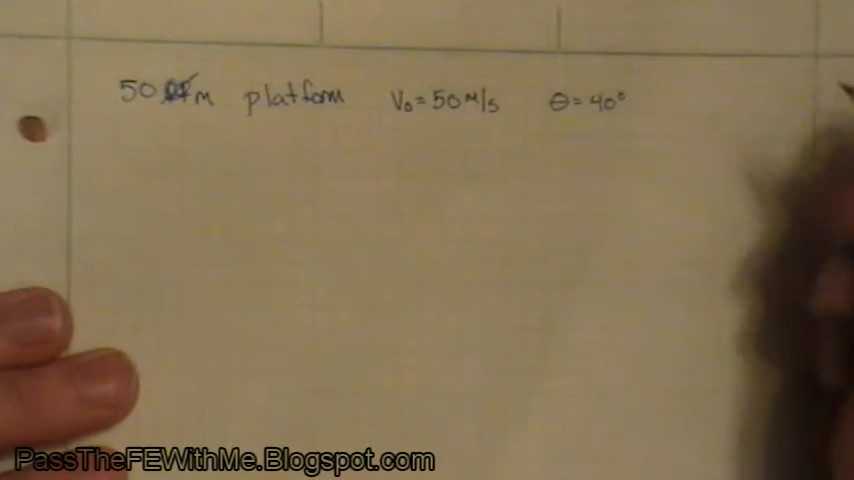 50 m platform V₀ = 50 m/s θ = 40°
PassTheFEWithMe.Blogspot.com